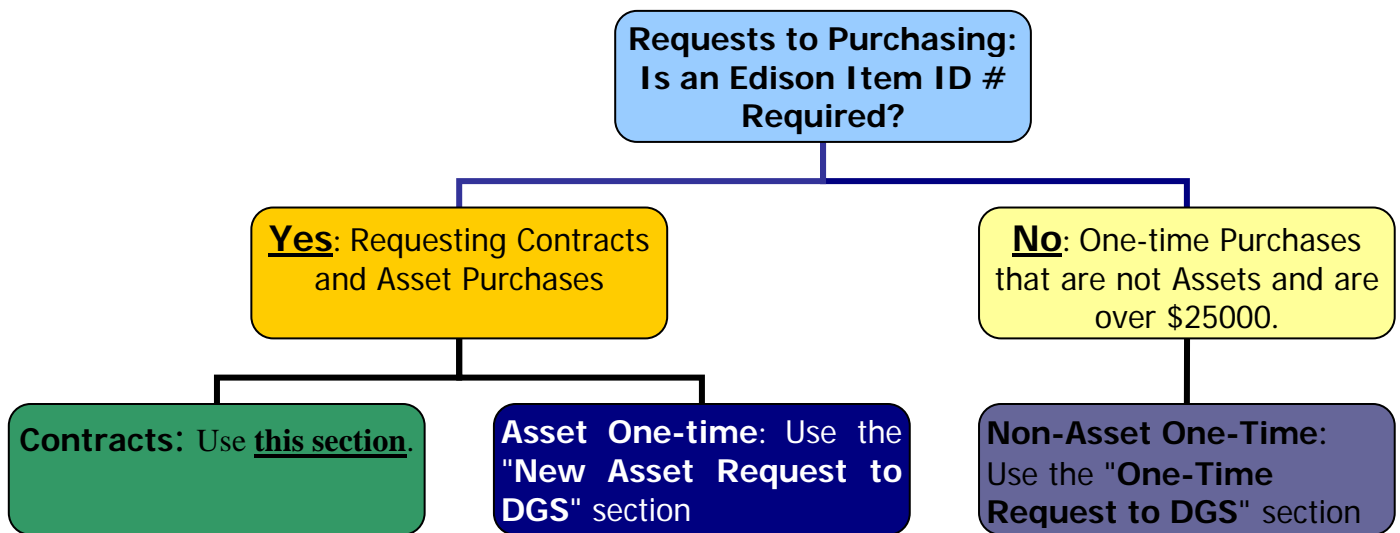 Requests to Purchasing:
Is an Edison Item ID #
Required?
Yes: Requesting Contracts
and Asset Purchases
No: One-time Purchases
that are not Assets and are
over $25000.
Contracts: Use this section.
Asset One-time: Use the
"New Asset Request to
DGS" section
Non-Asset One-Time:
Use the "One-Time
Request to DGS" section